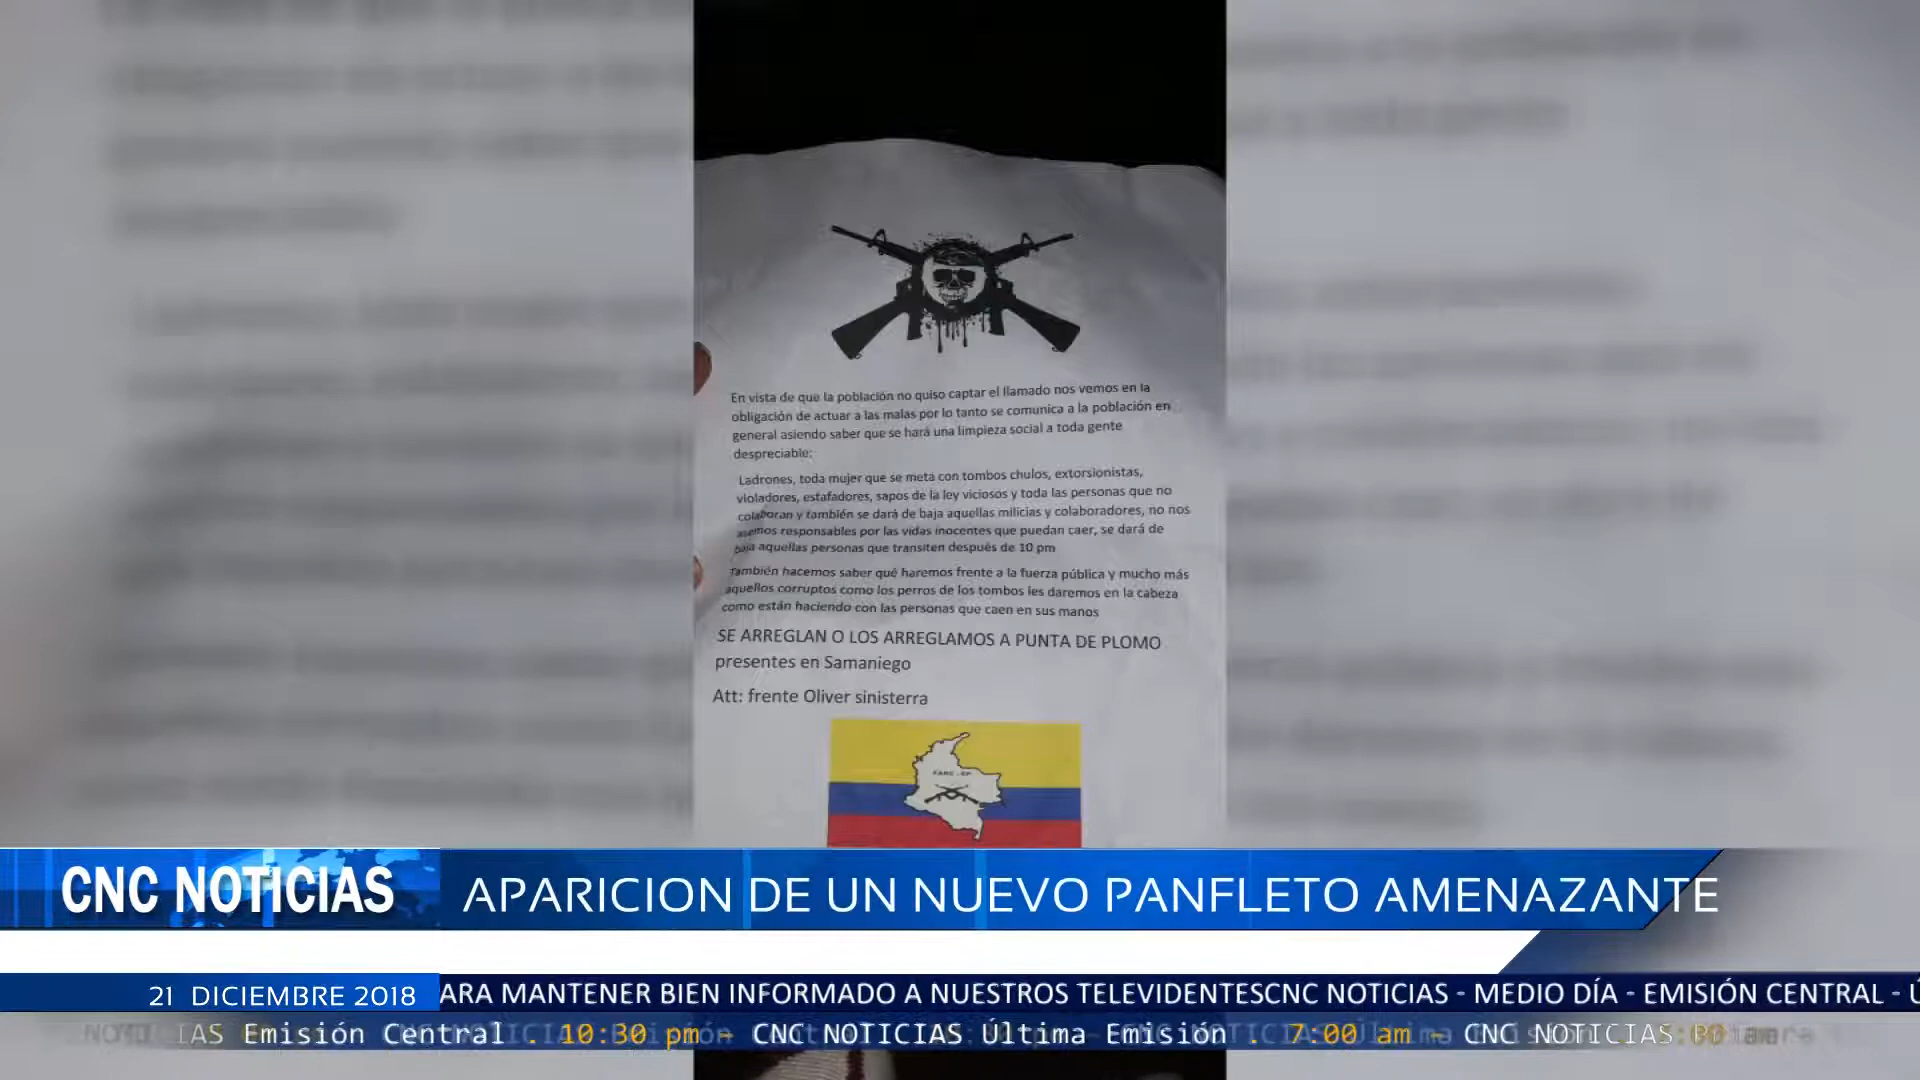 En vista de que la población no quiso captar el llamado nos vemos en la
obligación de actuar a las malas por lo tanto se comunica a la población en
general asiendo saber que se hará una limpieza social a toda gente
despreciable:
Ladrones, toda mujer que se meta con tombos chulos, extorsionistas,
violadores, estafadores, sapos de la ley viciosos y toda las personas que no
colaboran y también se dará de baja aquellas milicias y colaboradores, no nos
asemos responsables por las vidas inocentes que puedan caer, se dará de
baja aquellas personas que transiten después de 10 pm
También hacemos saber qué haremos frente a la fuerza pública y mucho más
aquellos corruptos como los perros de los tombos les daremos en la cabeza
como están haciendo con las personas que caen en sus manos
SE ARREGLAN O LOS ARREGLAMOS A PUNTA DE PLOMO
presentes en Samaniego
Att: frente Oliver sinisterra
FARC -EP
CNC NOTICIAS APARICION DE UN NUEVO PANFLETO AMENAZANTE
21 DICIEMBRE 2018 ARA MANTENER BIEN INFORMADO A NUESTROS TELEVIDENTESCNC NOTICIAS - MEDIO DÍA - EMISIÓN CENTRAL - Ú
IAS Emisión Central . 10:30 pm - CNC NOTICIAS Última Emisión . 7:00 am - CNC NOTICIAS